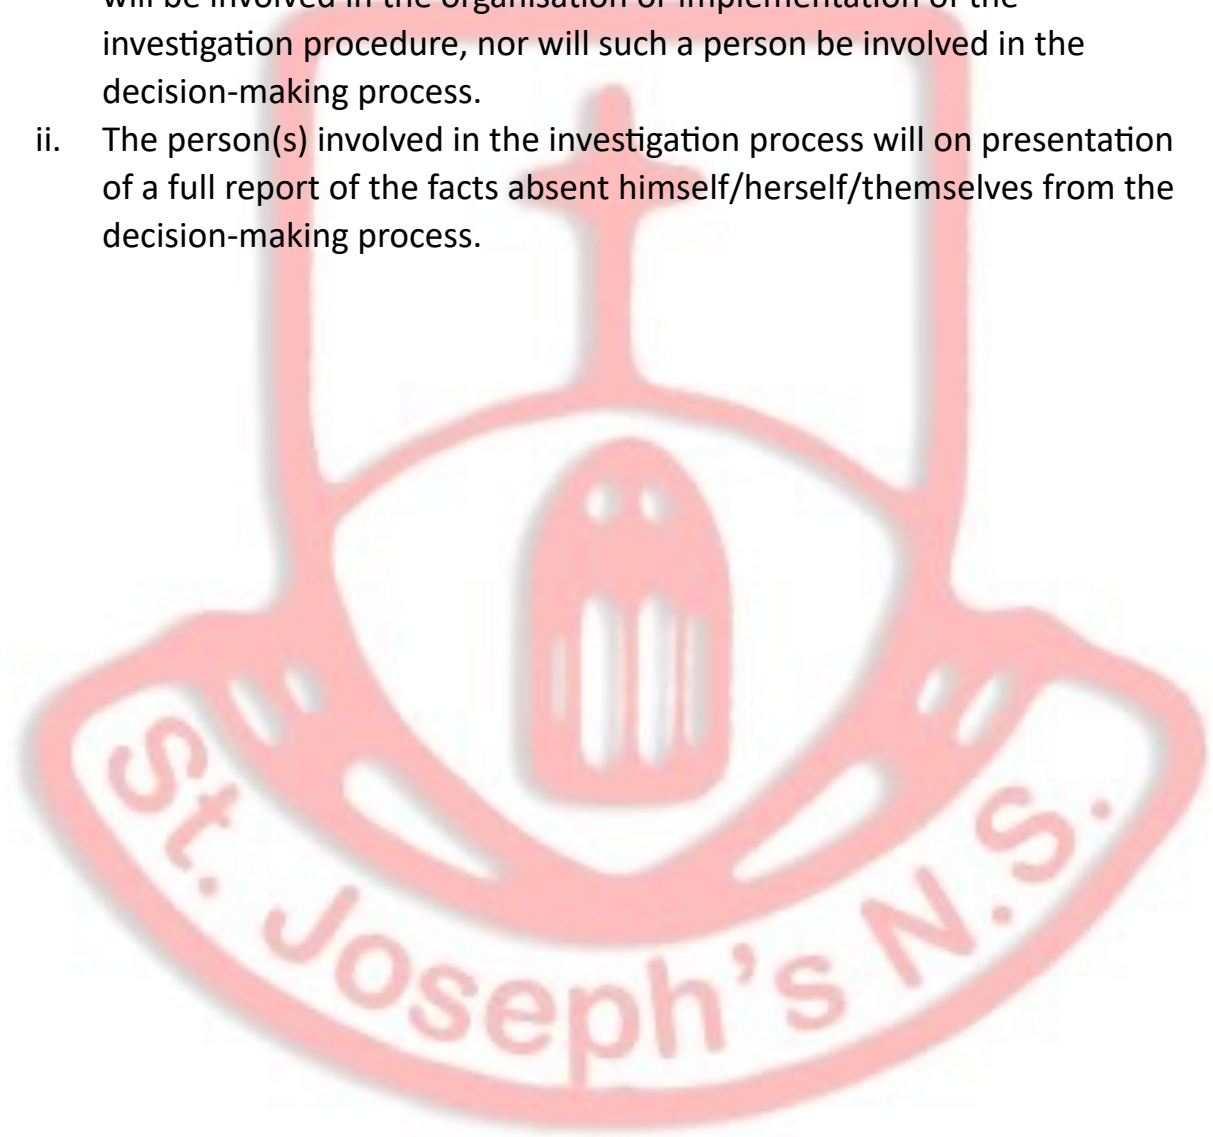 will be involved in the organisation or implementation of the
investigation procedure, nor will such a person be involved in the
decision-making process.
ii. The person(s) involved in the investigation process will on presentation
of a full report of the facts absent himself/herself/themselves from the
decision-making process.
St. Joseph's N.S.